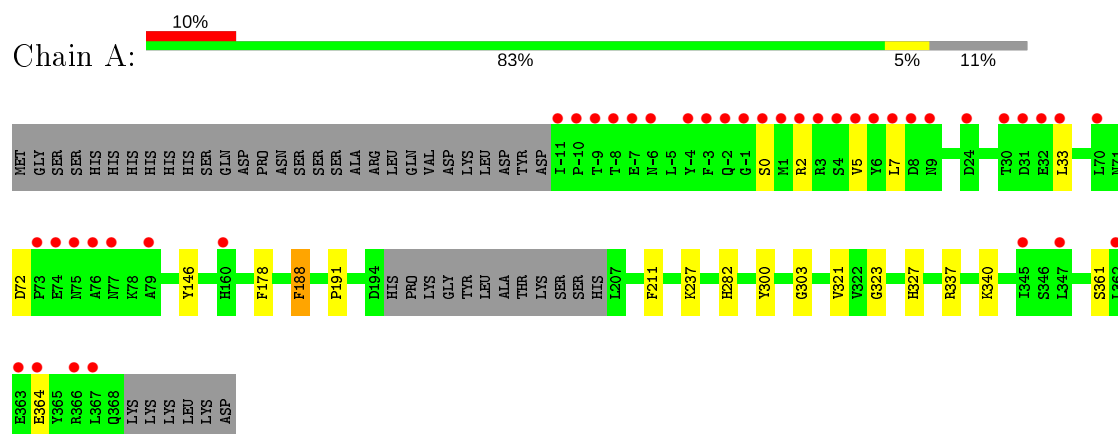 10%
Chain A:
83% 5% 11%
MET GLY SER SER HIS HIS HIS HIS HIS HIS SER GLN ASP PRO ASN SER SER SER ALA ARG LEU GLN VAL ASP LYS LEU ASP TYR ASP I-11 P-10 T-9 T-8 E-7 N-6 L-5 Y-4 F-3 Q-2 G-1 S0 M1 R2 R3 S4 V5 Y6 L7 D8 N9 D24 T30 D31 E32 L33 L70 N71
D72 P73 E74 N75 A76 N77 K78 A79 Y146 H160 F178 F188 P191 D194 HIS PRO LYS GLY TYR LEU ALA THR LYS SER SER HIS L207 F211 K237 H282 Y300 G303 V321 V322 G323 H327 R337 K340 I345 S346 L347 S361 L362
E363 E364 Y365 R366 L367 Q368 LYS LYS LYS LEU LYS ASP